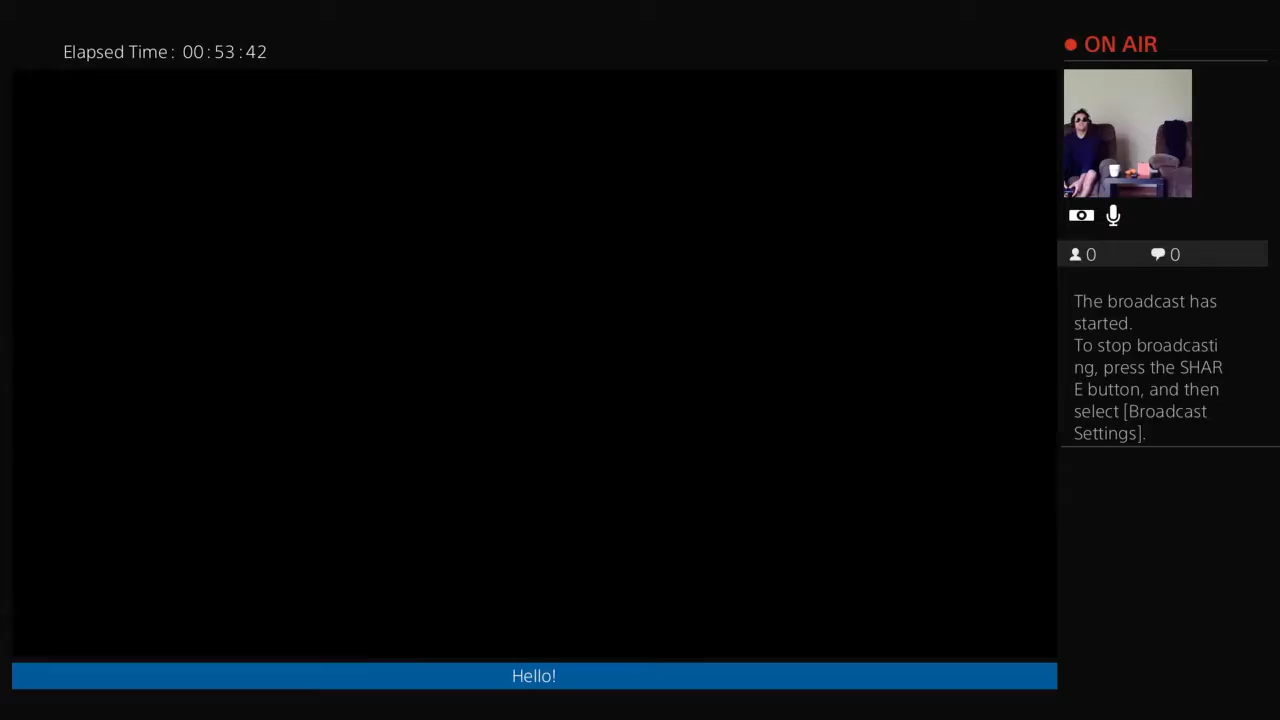 Elapsed Time: 00:53:42
ON AIR
0 0
The broadcast has
started.
To stop broadcasti
ng, press the SHAR
E button, and then
select [Broadcast
Settings].
Hello!